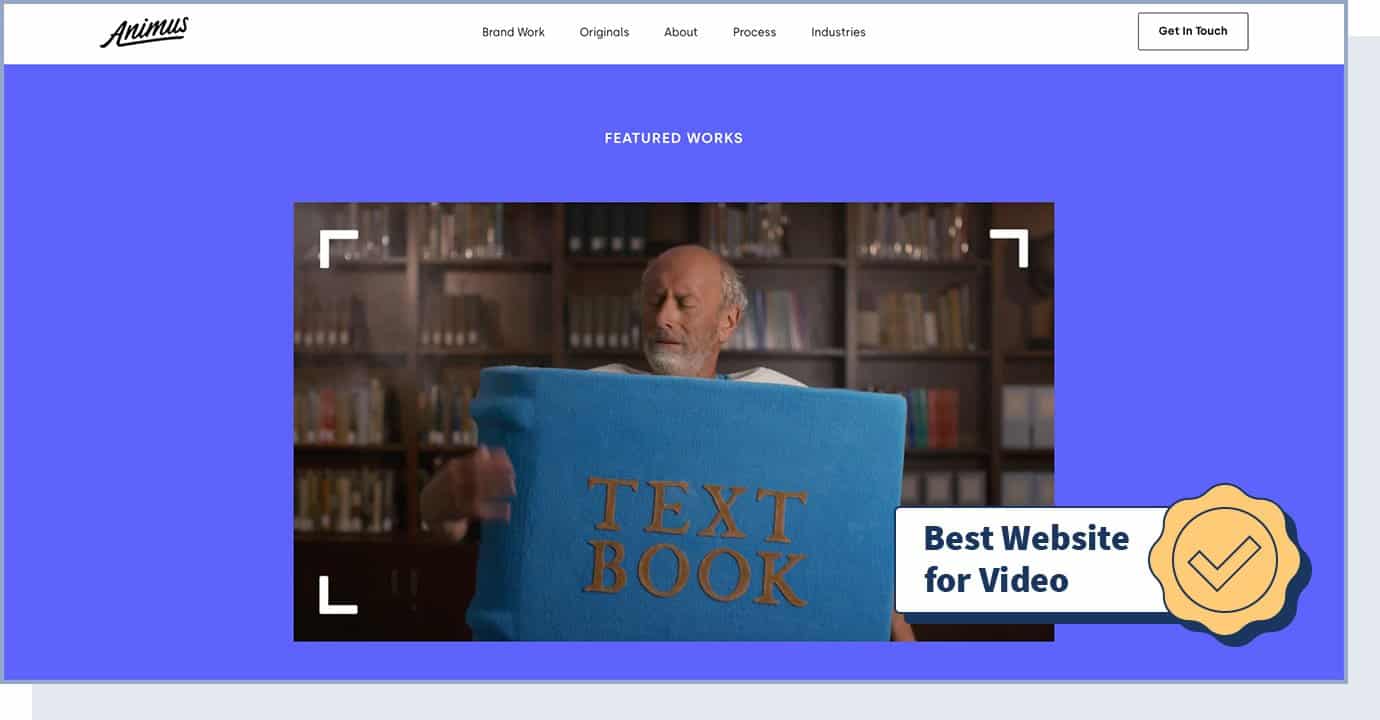 Animus
Brand Work
Originals
About
Process
Industries
Get In Touch
FEATURED WORKS
TEXT
BOOK
Best Website
for Video